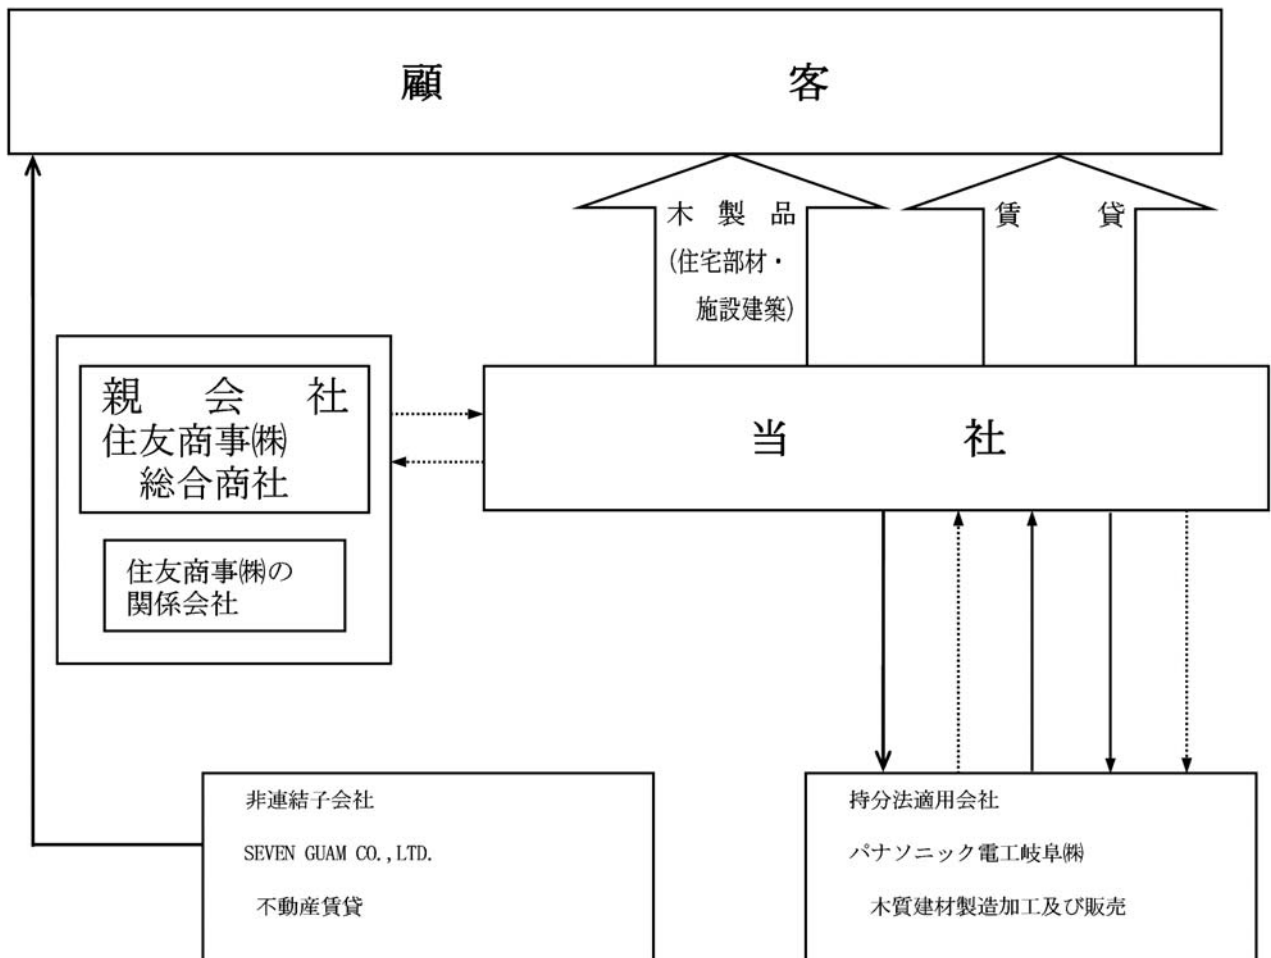 顧 客
木 製 品
(住宅部材・
施設建築)
賃 貸
親 会 社
住友商事㈱
総合商社
住友商事㈱の
関係会社
当 社
非連結子会社
SEVEN GUAM CO.,LTD.
不動産賃貸
持分法適用会社
パナソニック電工岐阜㈱
木質建材製造加工及び販売